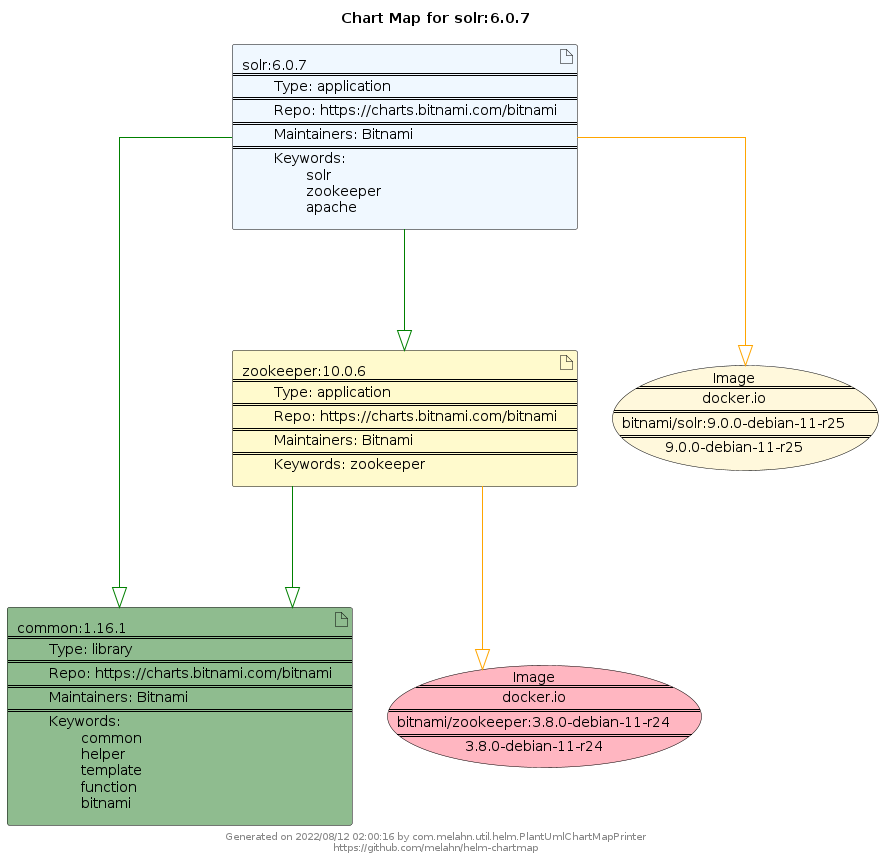 Chart Map for solr:6.0.7
solr:6.0.7
Type: application
Repo: https://charts.bitnami.com/bitnami
Maintainers: Bitnami
Keywords:
solr
zookeeper
apache
zookeeper:10.0.6
Type: application
Repo: https://charts.bitnami.com/bitnami
Maintainers: Bitnami
Keywords: zookeeper
Image
docker.io
bitnami/solr:9.0.0-debian-11-r25
9.0.0-debian-11-r25
common:1.16.1
Type: library
Repo: https://charts.bitnami.com/bitnami
Maintainers: Bitnami
Keywords:
common
helper
template
function
bitnami
Image
docker.io
bitnami/zookeeper:3.8.0-debian-11-r24
3.8.0-debian-11-r24
Generated on 2022/08/12 02:00:16 by com.melahn.util.helm.PlantUmlChartMapPrinter
https://github.com/melahn/helm-chartmap